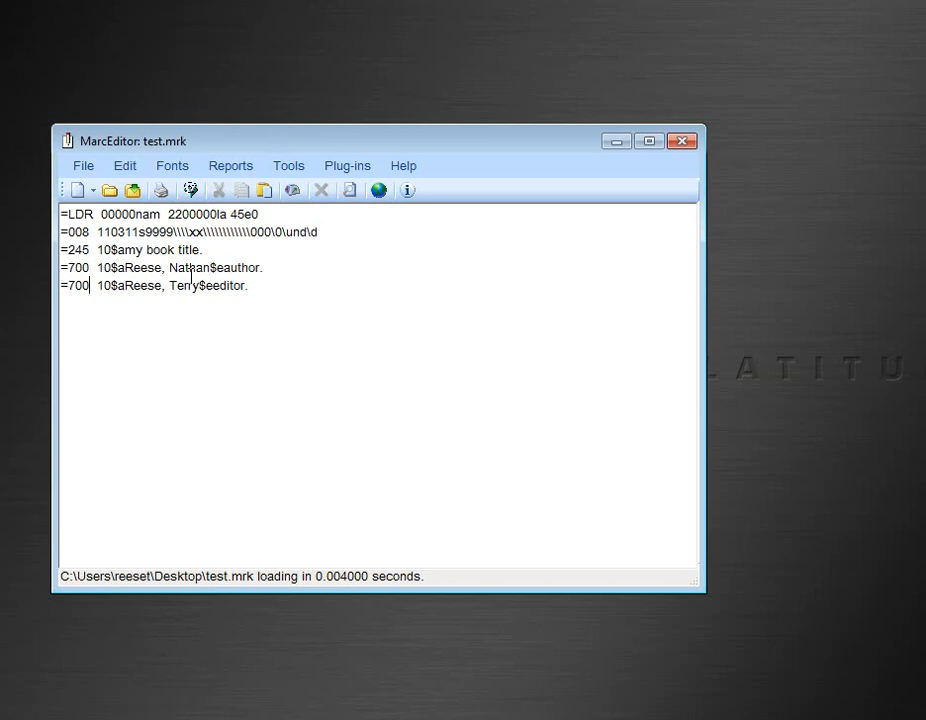 MarcEditor: test.mrk
File Edit Fonts Reports Tools Plug-ins Help
=LDR  00000nam  2200000Ia 45e0
=008  110311s9999\\\\xx\\\\\\\\\\\\000\0\und\d
=245  10$amy book title.
=700  10$aReese, Nathan$eauthor.
=700  10$aReese, Terry$eeditor.
LATITU
C:\Users\reeset\Desktop\test.mrk loading in 0.004000 seconds.